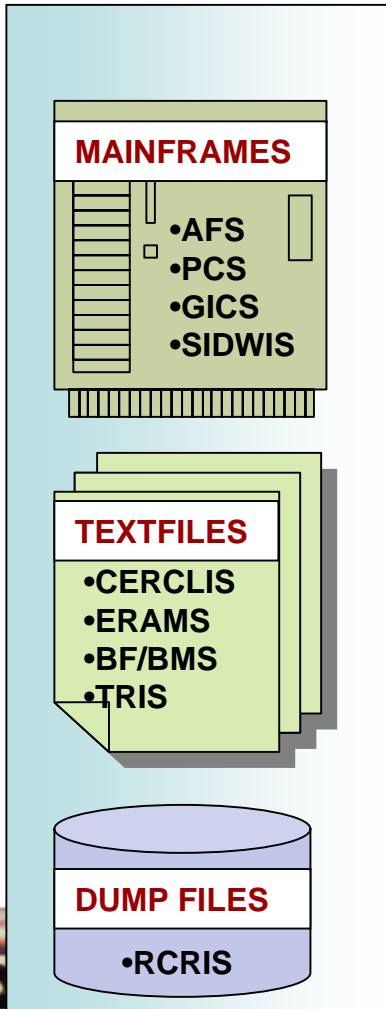 MAINFRAMES
•AFS
•PCS
•GICS
•SIDWIS
TEXTFILES
•CERCLIS
•ERAMS
•BF/BMS
•TRIS
DUMP FILES
•RCRIS